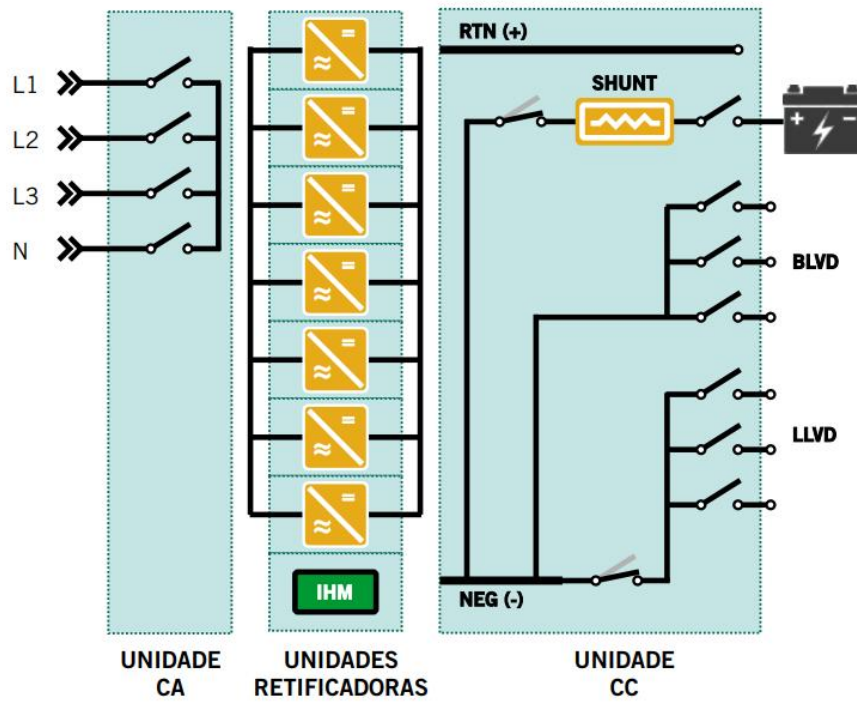 L1
L2
L3
N
RTN (+)
SHUNT
BLVD
LLVD
NEG (-)
IHM
UNIDADE
CA
UNIDADES
RETIFICADORAS
UNIDADE
CC